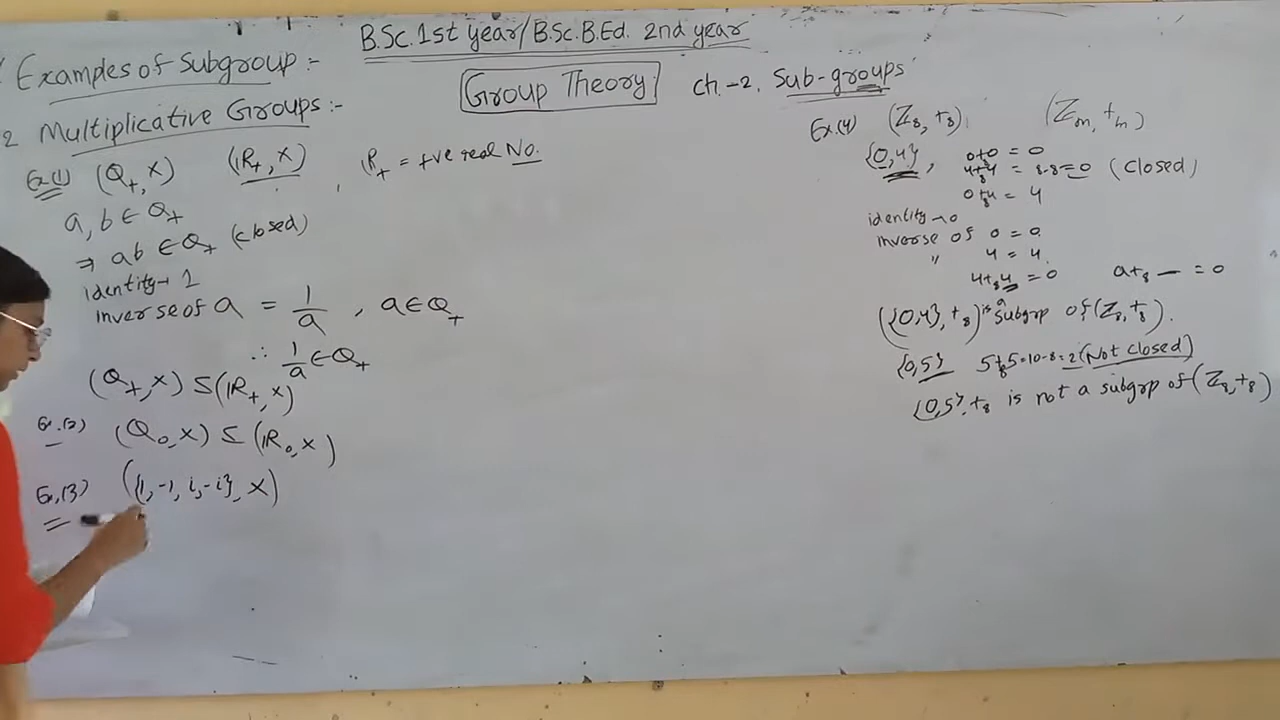 B.Sc. 1st year/B.Sc.B.Ed. 2nd year
Group Theory
ch.-2. Sub-groups
Examples of Subgroup :-
2 Multiplicative Groups :-
Ex.(1) (Q₊, ×) (ℝ₊, ×), ℝ₊ = +ve real No.
a, b ∈ Q₊
⇒ ab ∈ Q₊ (closed)
identity → 1
inverse of a = 1/a , a ∈ Q₊
∴ 1/a ∈ Q₊
(Q₊, ×) ≤ (ℝ₊, ×)
Ex.(2) (Q₀, ×) ≤ (ℝ₀, ×)
Ex.(3) ({1, -1, i, -i}, ×)
Ex.(4) (Z₈, +₈), (Zₘ, +ₘ)
{0,4}, 0+0 = 0
4+₈4 = 8-8=0 (closed)
0+₈4 = 4
identity → 0
inverse of 0 = 0
" 4 = 4
4+₈4 = 0 a+₈ — = 0
({0,4}, +₈) is a subgrp of (Z₈, +₈).
{0,5} 5+₈5=10-8=2 (Not closed)
{0,5}, +₈ is not a subgrp of (Z₈, +₈)